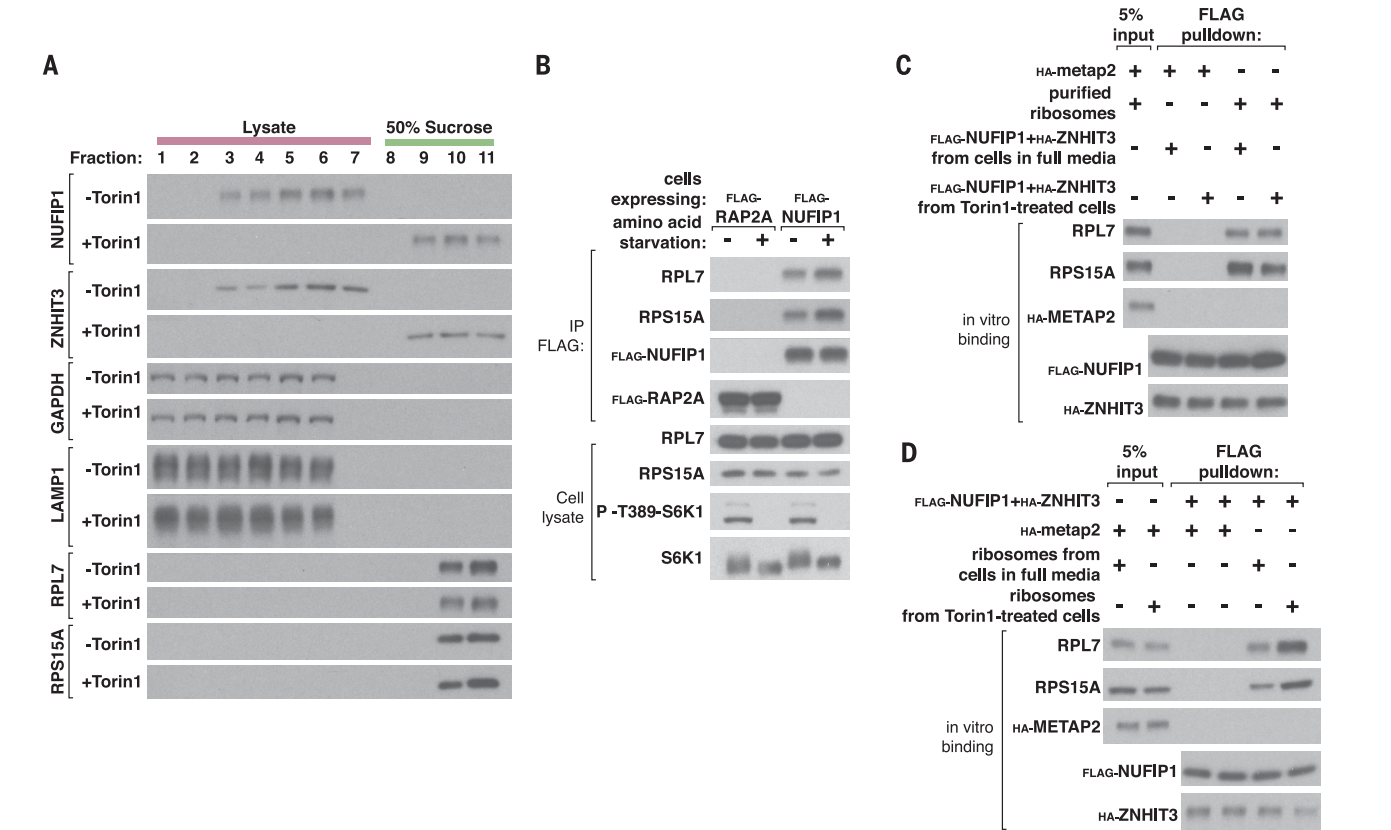 A
Lysate
50% Sucrose
Fraction: 1 2 3 4 5 6 7 8 9 10 11
NUFIP1
-Torin1
+Torin1
ZNHIT3
-Torin1
+Torin1
GAPDH
-Torin1
+Torin1
LAMP1
-Torin1
+Torin1
RPL7
-Torin1
+Torin1
RPS15A
-Torin1
+Torin1
B
cells
expressing:
FLAG-
RAP2A
FLAG-
NUFIP1
amino acid
starvation: - + - +
IP
FLAG:
RPL7
RPS15A
FLAG-NUFIP1
FLAG-RAP2A
Cell
lysate
RPL7
RPS15A
P -T389-S6K1
S6K1
C
5%
input
FLAG
pulldown:
HA-metap2 + + + - -
purified
ribosomes + - - + +
FLAG-NUFIP1+HA-ZNHIT3
from cells in full media - + - + -
FLAG-NUFIP1+HA-ZNHIT3
from Torin1-treated cells - - + - +
in vitro
binding
RPL7
RPS15A
HA-METAP2
FLAG-NUFIP1
HA-ZNHIT3
D
5%
input
FLAG
pulldown:
FLAG-NUFIP1+HA-ZNHIT3 - - + + + +
HA-metap2 + + + + - -
ribosomes from
cells in full media + - - - + -
ribosomes
from Torin1-treated cells - + - - - +
in vitro
binding
RPL7
RPS15A
HA-METAP2
FLAG-NUFIP1
HA-ZNHIT3